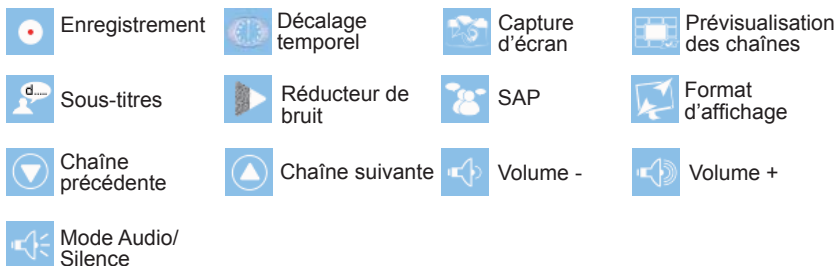 Enregistrement
Décalage
temporel
Capture
d'écran
Prévisualisation
des chaînes
d.....
Sous-titres
Réducteur de
bruit
SAP
Format
d'affichage
Chaîne
précédente
Chaîne suivante
Volume -
Volume +
Mode Audio/
Silence